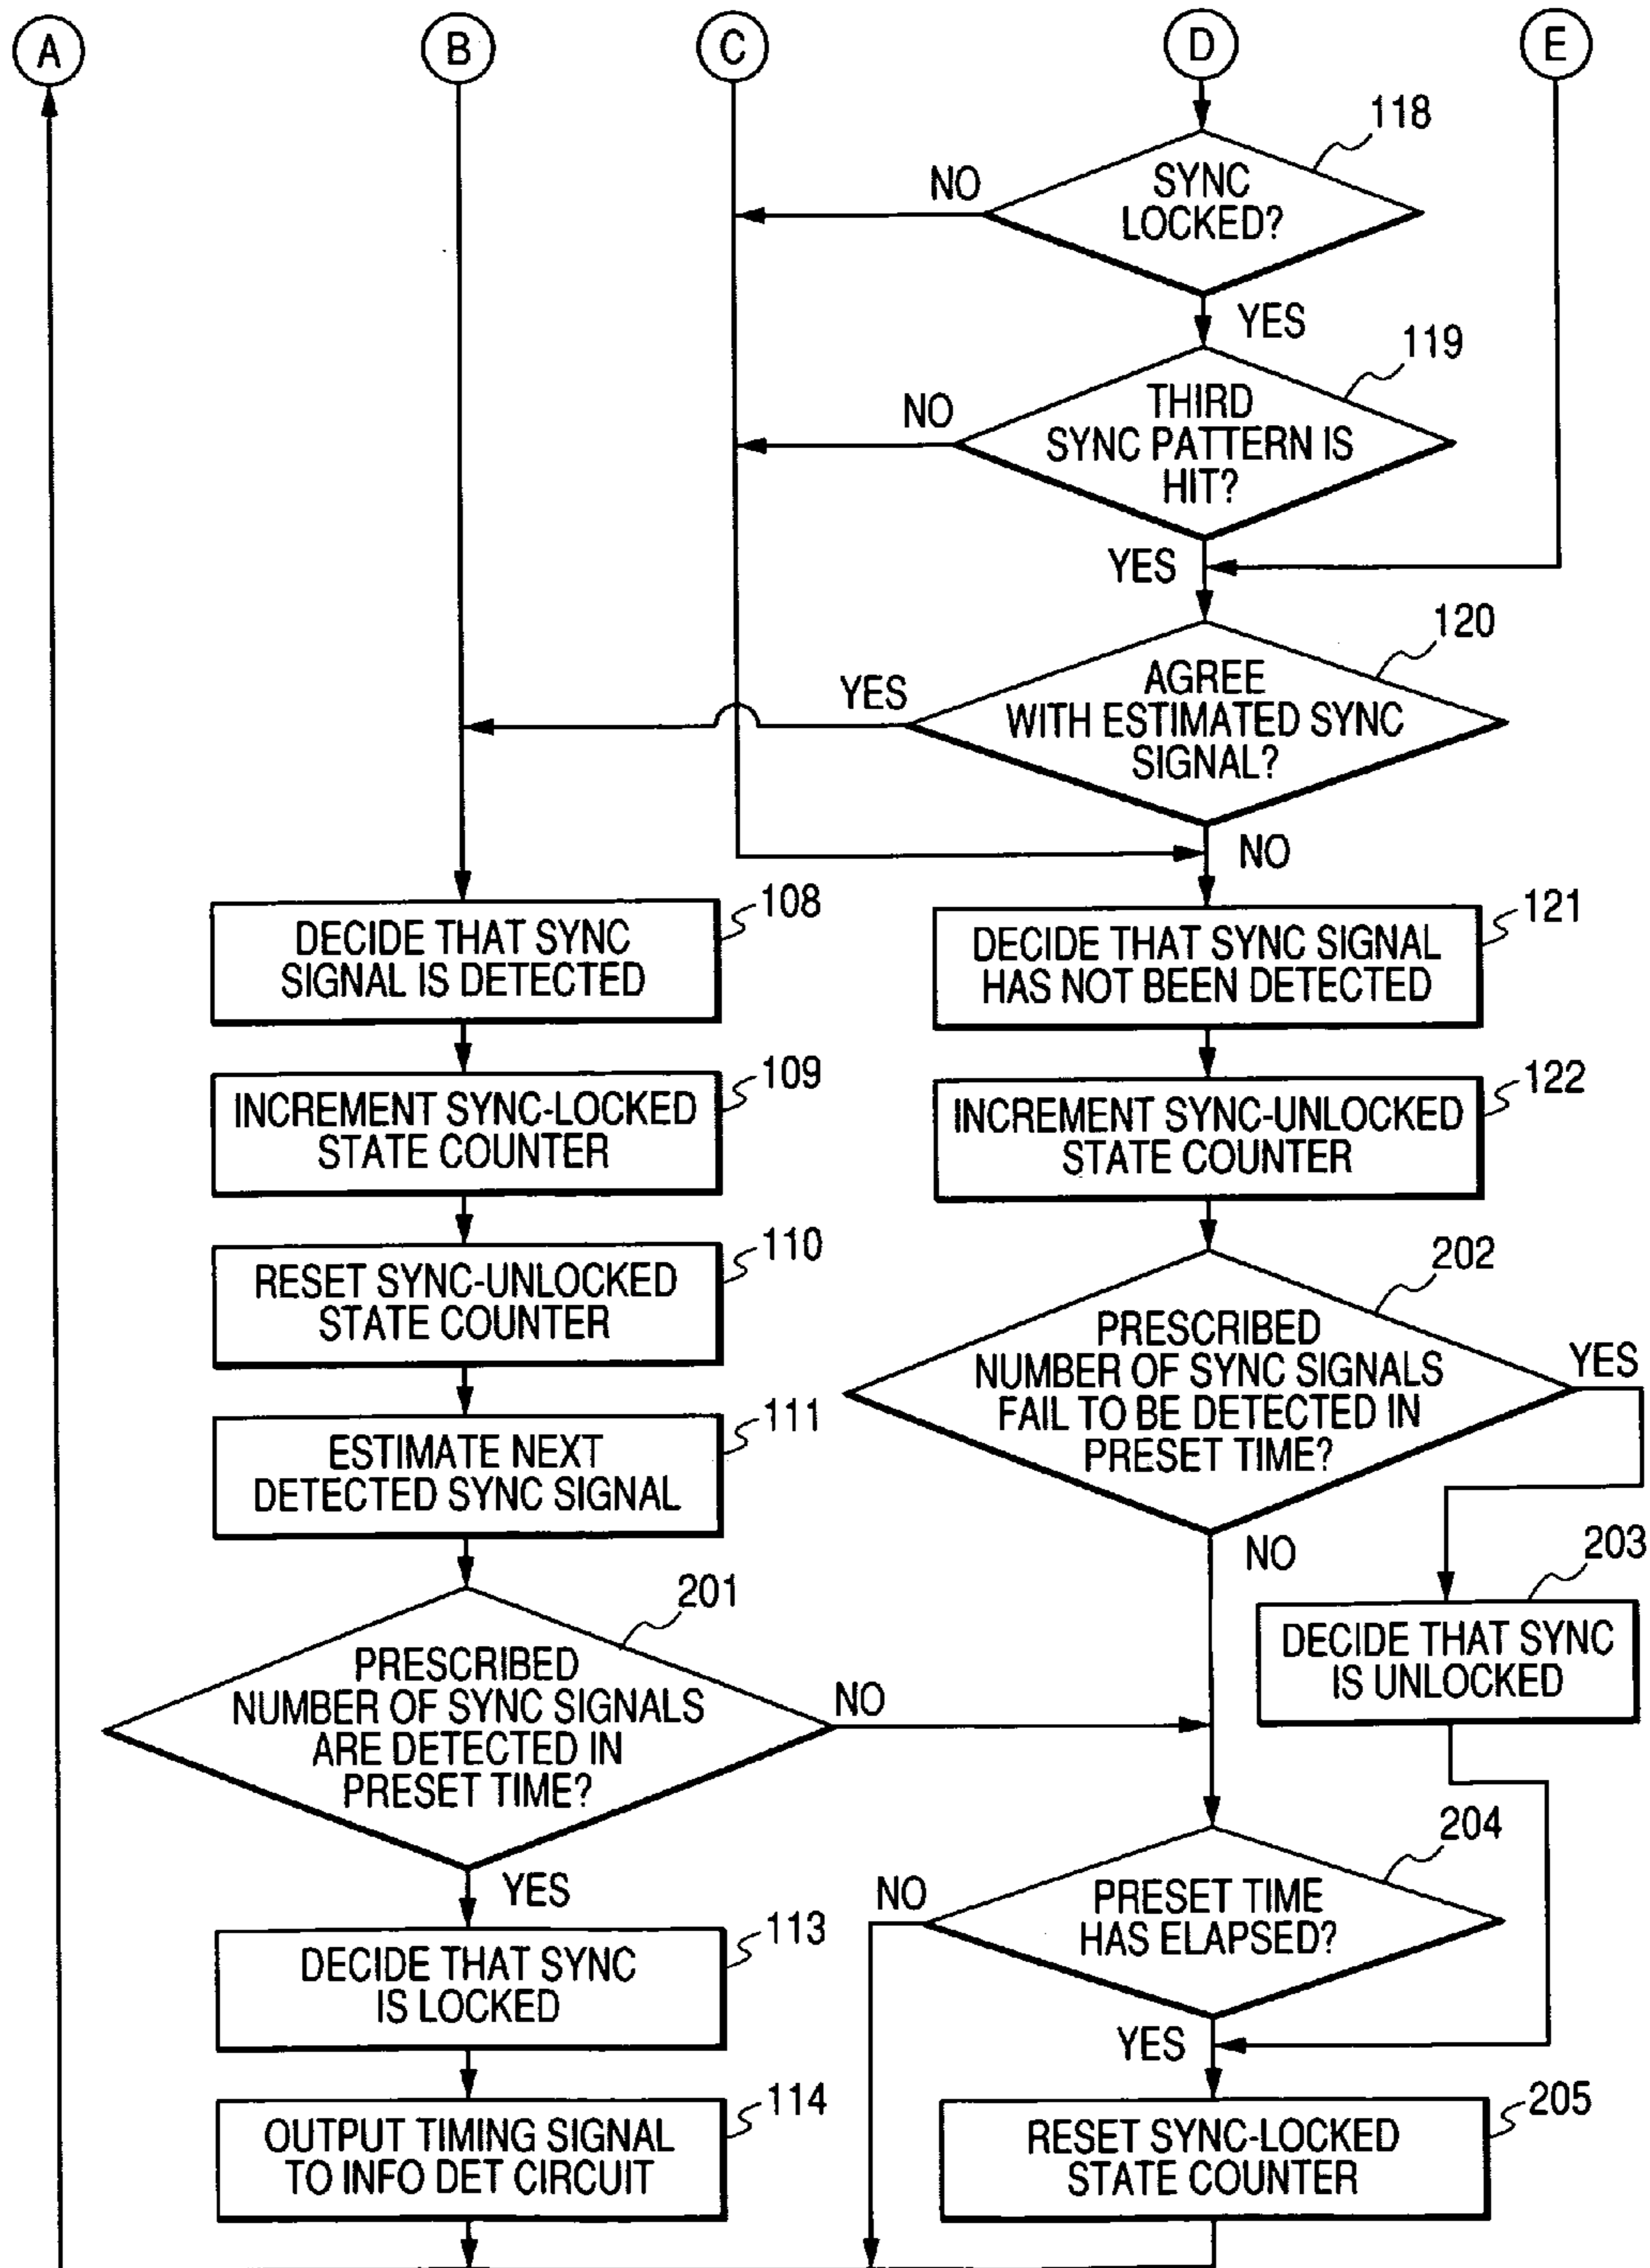 A
B
C
D
E
118
SYNC
LOCKED?
NO
YES
119
THIRD
SYNC PATTERN IS
HIT?
NO
YES
120
AGREE
WITH ESTIMATED SYNC
SIGNAL?
YES
NO
108
DECIDE THAT SYNC
SIGNAL IS DETECTED
121
DECIDE THAT SYNC SIGNAL
HAS NOT BEEN DETECTED
109
INCREMENT SYNC-LOCKED
STATE COUNTER
122
INCREMENT SYNC-UNLOCKED
STATE COUNTER
110
RESET SYNC-UNLOCKED
STATE COUNTER
202
PRESCRIBED
NUMBER OF SYNC SIGNALS
FAIL TO BE DETECTED IN
PRESET TIME?
YES
NO
111
ESTIMATE NEXT
DETECTED SYNC SIGNAL
203
DECIDE THAT SYNC
IS UNLOCKED
201
PRESCRIBED
NUMBER OF SYNC SIGNALS
ARE DETECTED IN
PRESET TIME?
NO
YES
204
PRESET TIME
HAS ELAPSED?
NO
YES
113
DECIDE THAT SYNC
IS LOCKED
114
OUTPUT TIMING SIGNAL
TO INFO DET CIRCUIT
205
RESET SYNC-LOCKED
STATE COUNTER